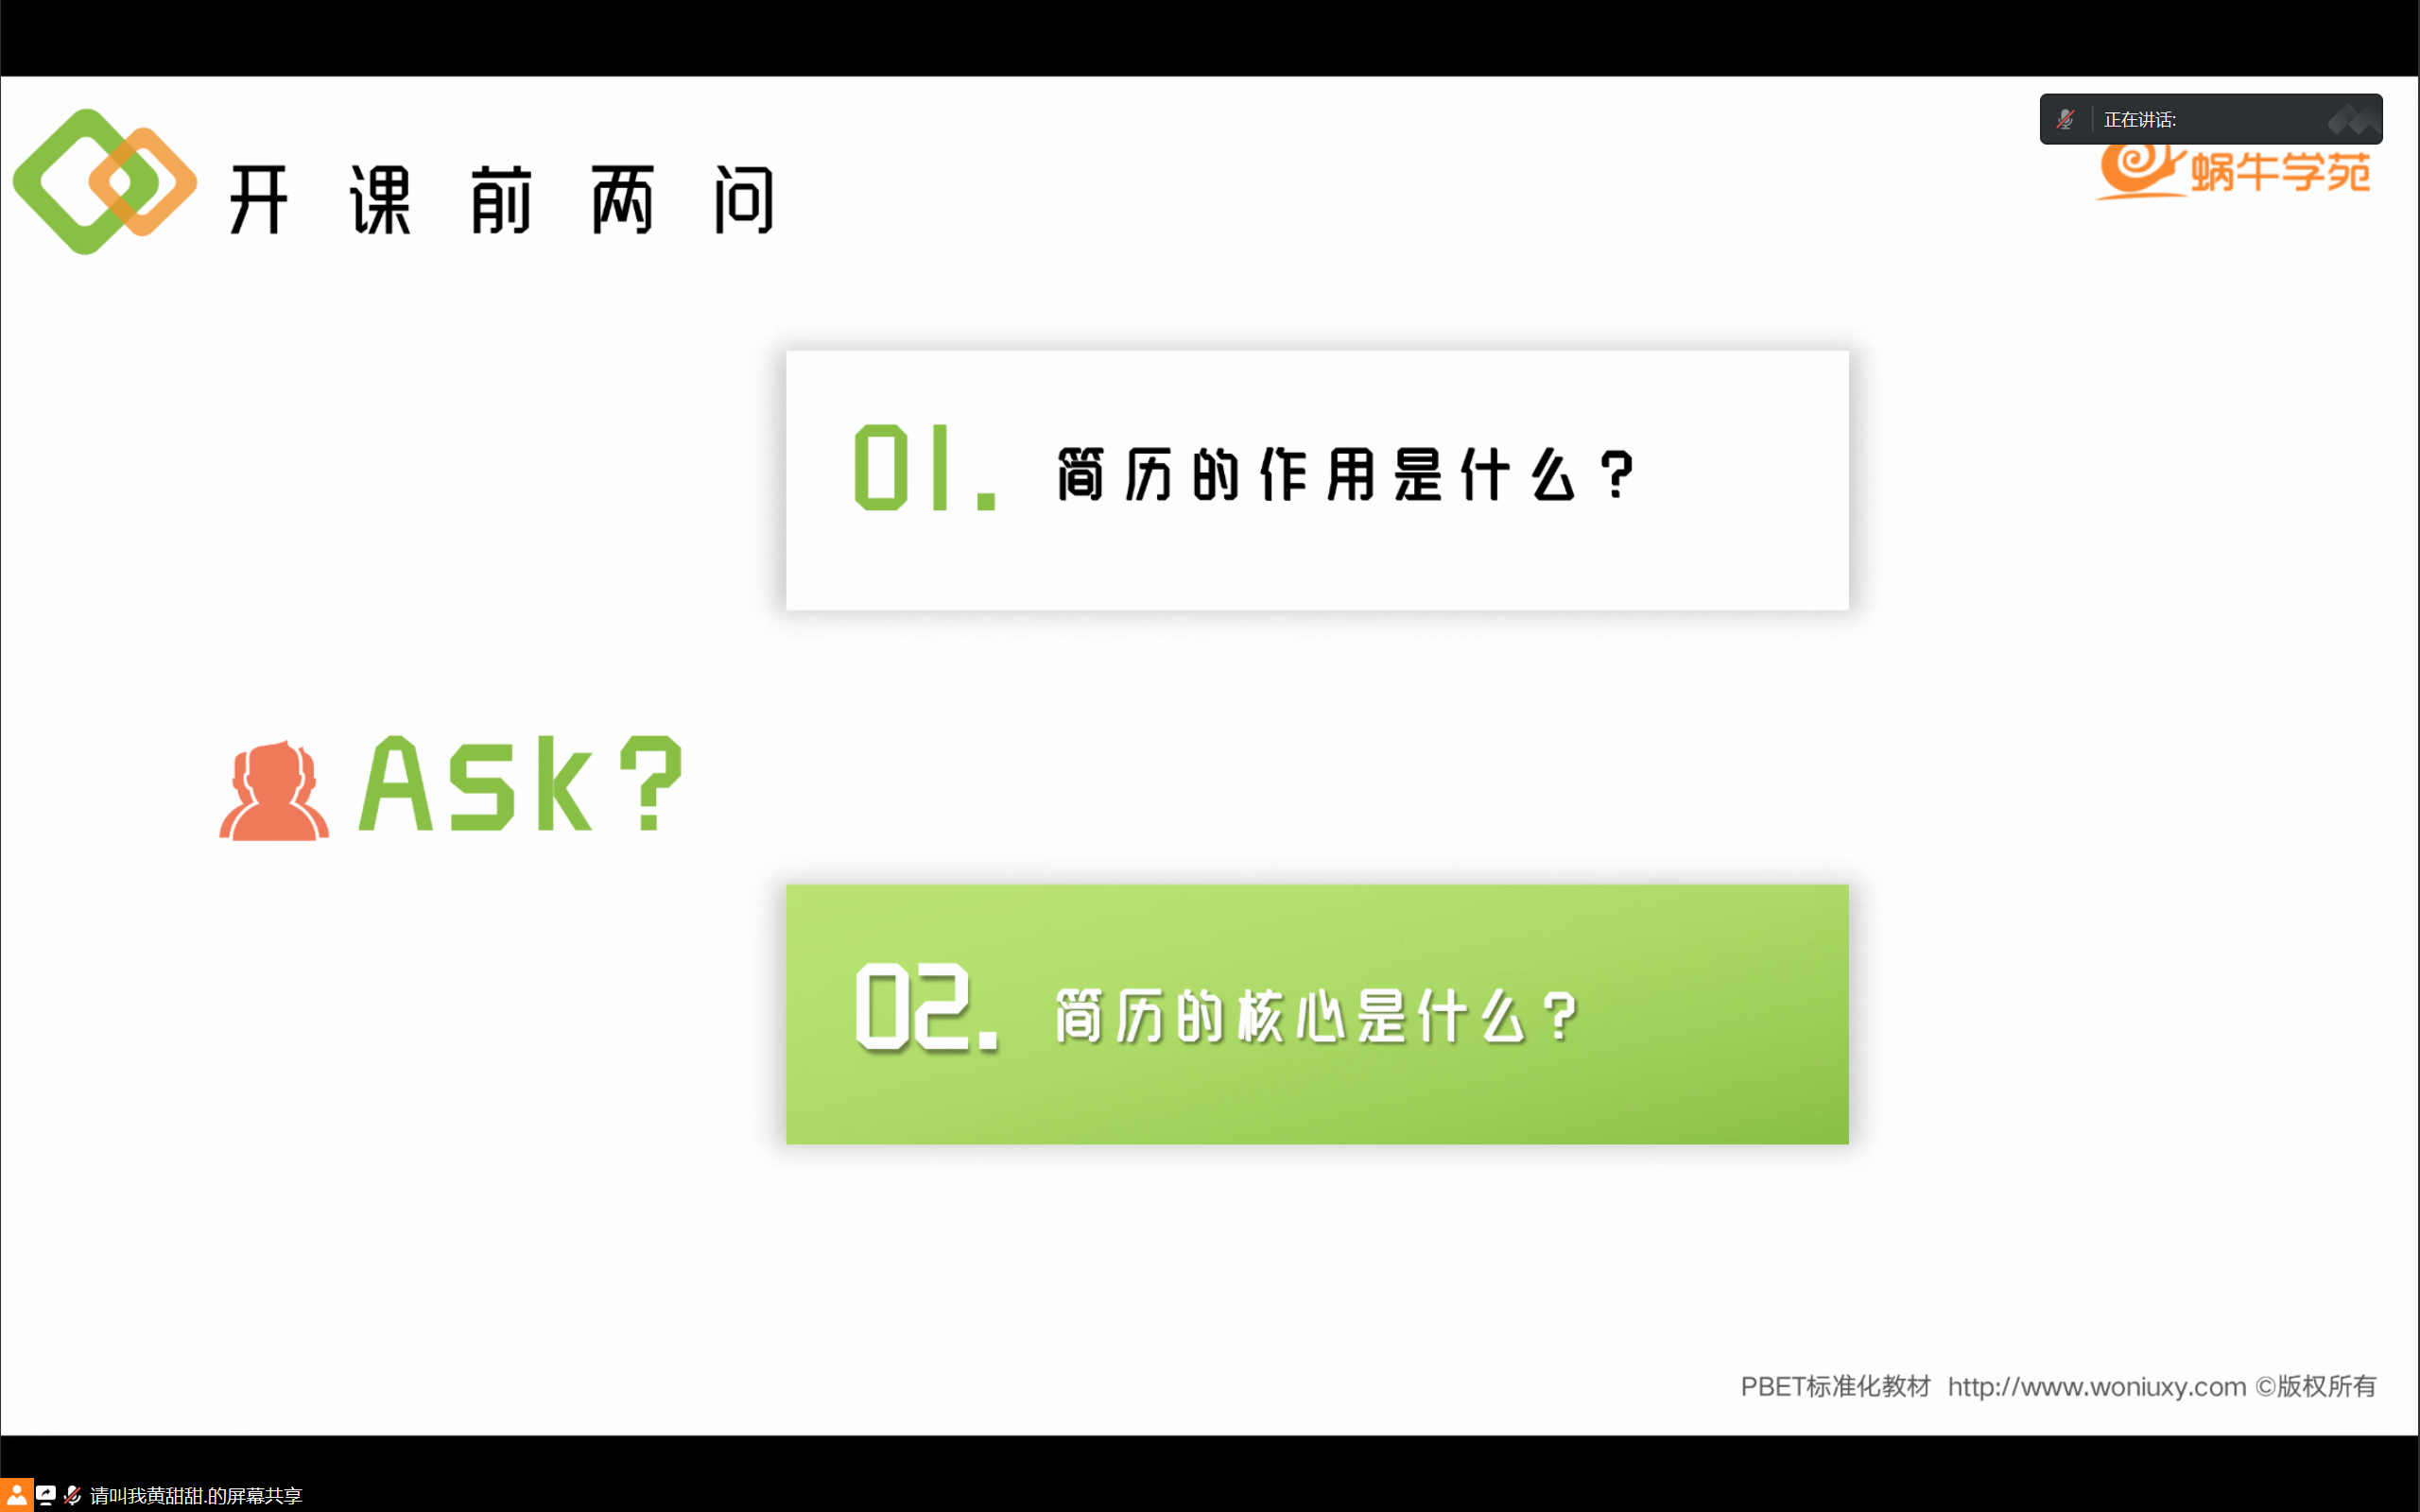 正在讲话:
开课前两问
蜗牛学苑
01. 简历的作用是什么?
Ask?
02. 简历的核心是什么?
PBET标准化教材 http://www.woniuxy.com ©版权所有
请叫我黄甜甜.的屏幕共享